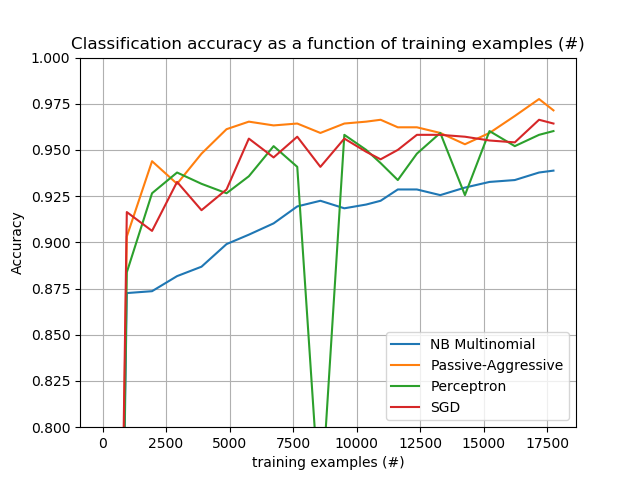 Classification accuracy as a function of training examples (#)
1.000
0.975
0.950
0.925
0.900
0.875
0.850
0.825
0.800
Accuracy
NB Multinomial
Passive-Aggressive
Perceptron
SGD
0 2500 5000 7500 10000 12500 15000 17500
training examples (#)